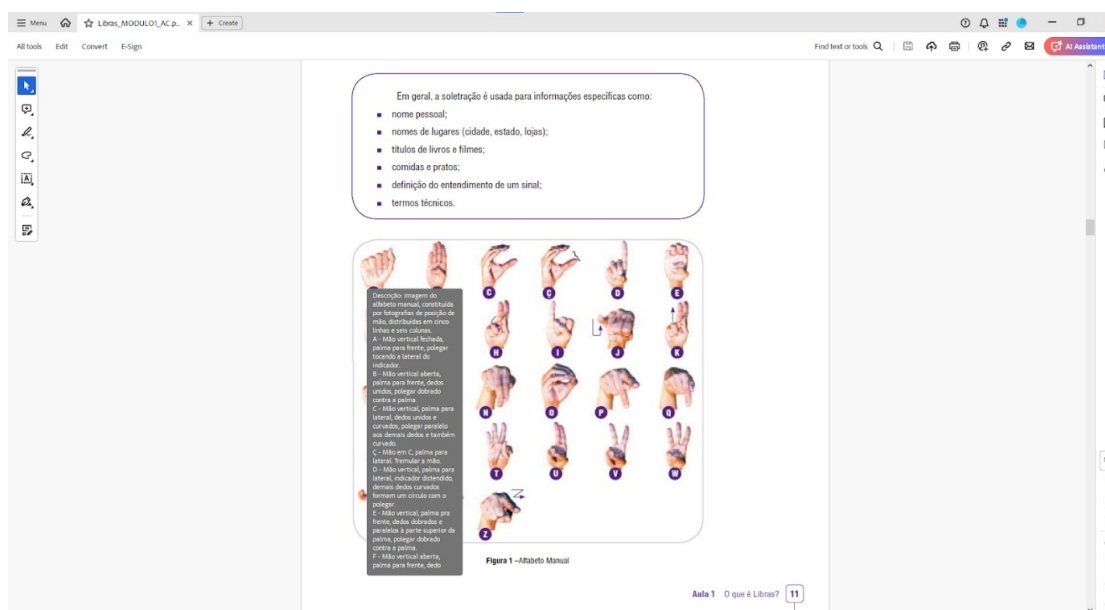 Menu
Libras_MODULO1_AC.p..
+ Create
All tools Edit Convert E-Sign
Find text or tools
AI Assistant
Em geral, a soletração é usada para informações específicas como:
nome pessoal;
nomes de lugares (cidade, estado, lojas);
títulos de livros e filmes;
comidas e pratos;
definição do entendimento de um sinal;
termos técnicos.
C Ç D E
H I J K
N O P Q
T U V W
Z
Descrição: Imagem do
alfabeto manual, constituída
por fotografias de posição de
mão, distribuídas em cinco
linhas e seis colunas.
A - Mão vertical fechada,
palma para frente, polegar
tocando a lateral do
indicador.
B - Mão vertical aberta,
palma para frente, dedos
unidos, polegar dobrado
contra a palma.
C - Mão vertical, palma para
lateral, dedos unidos e
curvados, polegar paralelo
aos demais dedos e também
curvado.
Ç - Mão em C, palma para
lateral. Tremular a mão.
D - Mão vertical, palma para
lateral, indicador distendido,
demais dedos curvados
formam um círculo com o
polegar.
E - Mão vertical, palma pra
frente, dedos dobrados e
paralelos à parte superior da
palma, polegar dobrado
contra a palma.
F - Mão vertical aberta,
palma para frente, dedo
Figura 1 –Alfabeto Manual
Aula 1 O que é Libras? 11